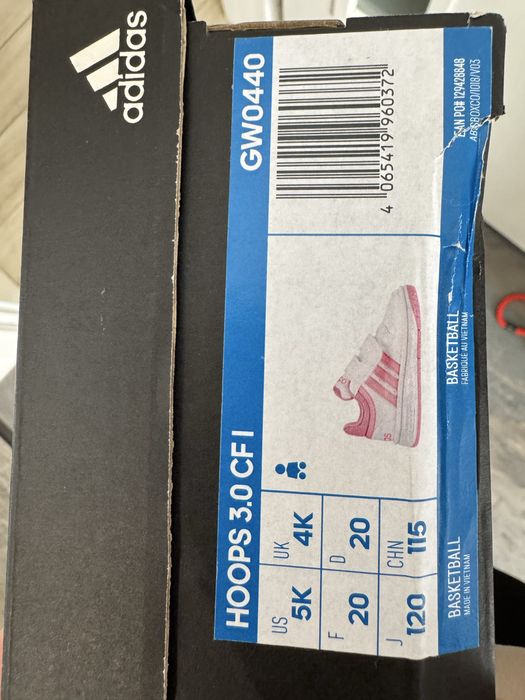 adidas
HOOPS 3.0 CF I
GW0440
US
5K
UK
4K
F
20
D
20
J
120
CHN
115
4 065419 960372
BASKETBALL
MADE IN VIETNAM
BASKETBALL
FABRIQUE AU VIETNAM
EAN PO# 129428848